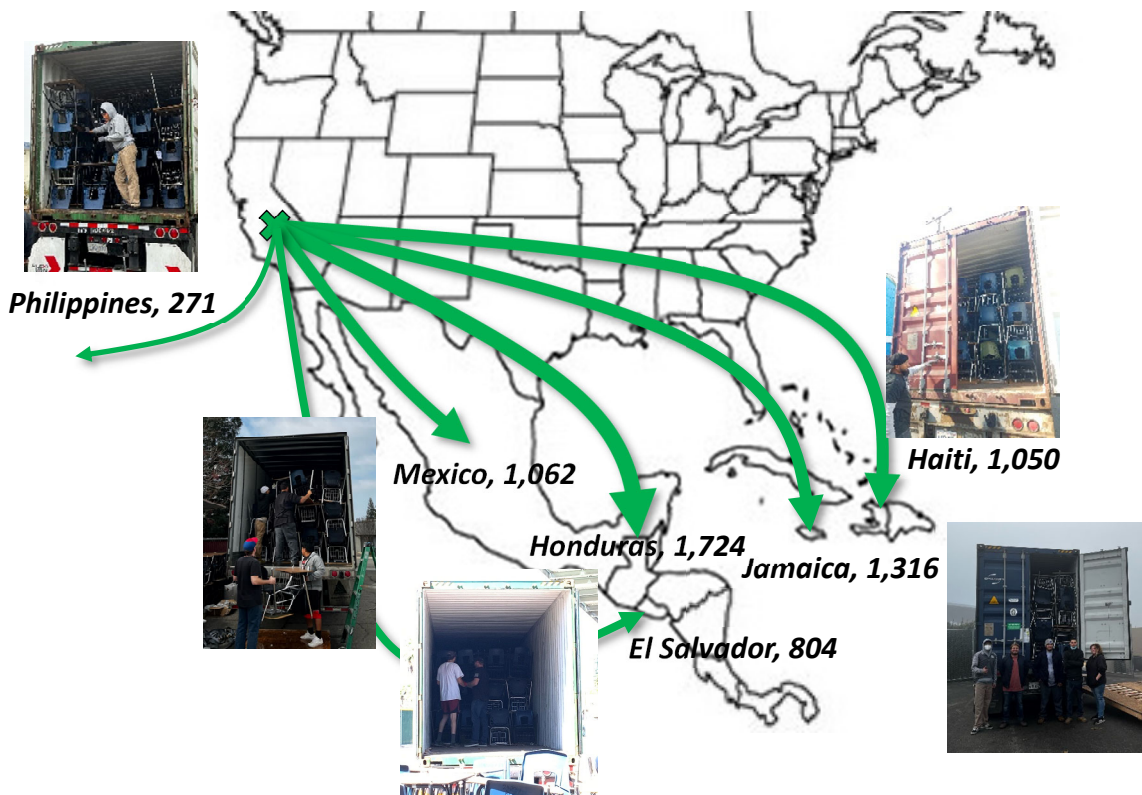 Philippines, 271
Mexico, 1,062
Haiti, 1,050
Honduras, 1,724
Jamaica, 1,316
El Salvador, 804